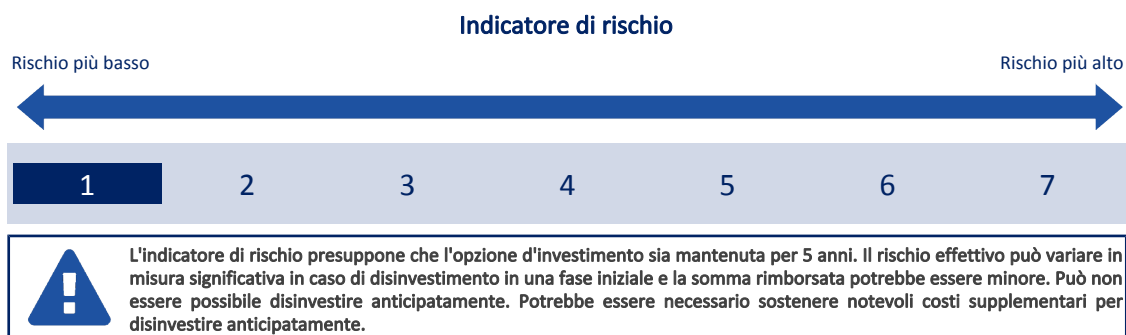 Indicatore di rischio
Rischio più basso
Rischio più alto
1 2 3 4 5 6 7
L'indicatore di rischio presuppone che l'opzione d'investimento sia mantenuta per 5 anni. Il rischio effettivo può variare in
misura significativa in caso di disinvestimento in una fase iniziale e la somma rimborsata potrebbe essere minore. Può non
essere possibile disinvestire anticipatamente. Potrebbe essere necessario sostenere notevoli costi supplementari per
disinvestire anticipatamente.